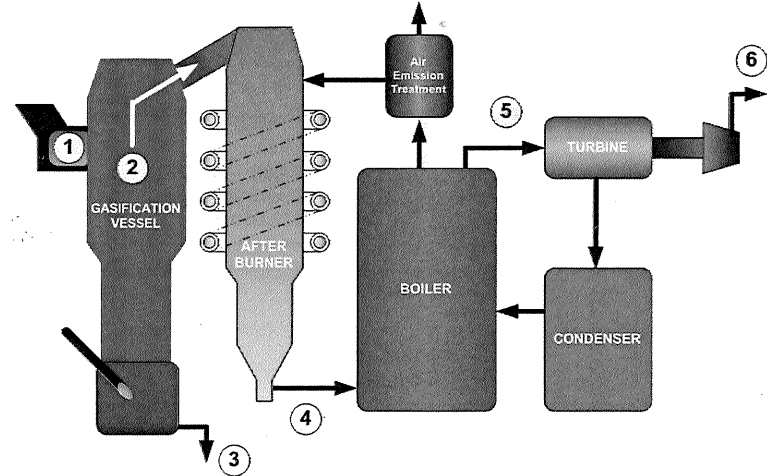 Air
Emission
Treatment
6
5
1
2
TURBINE
GASIFICATION
VESSEL
AFTER
BURNER
BOILER
CONDENSER
4
3